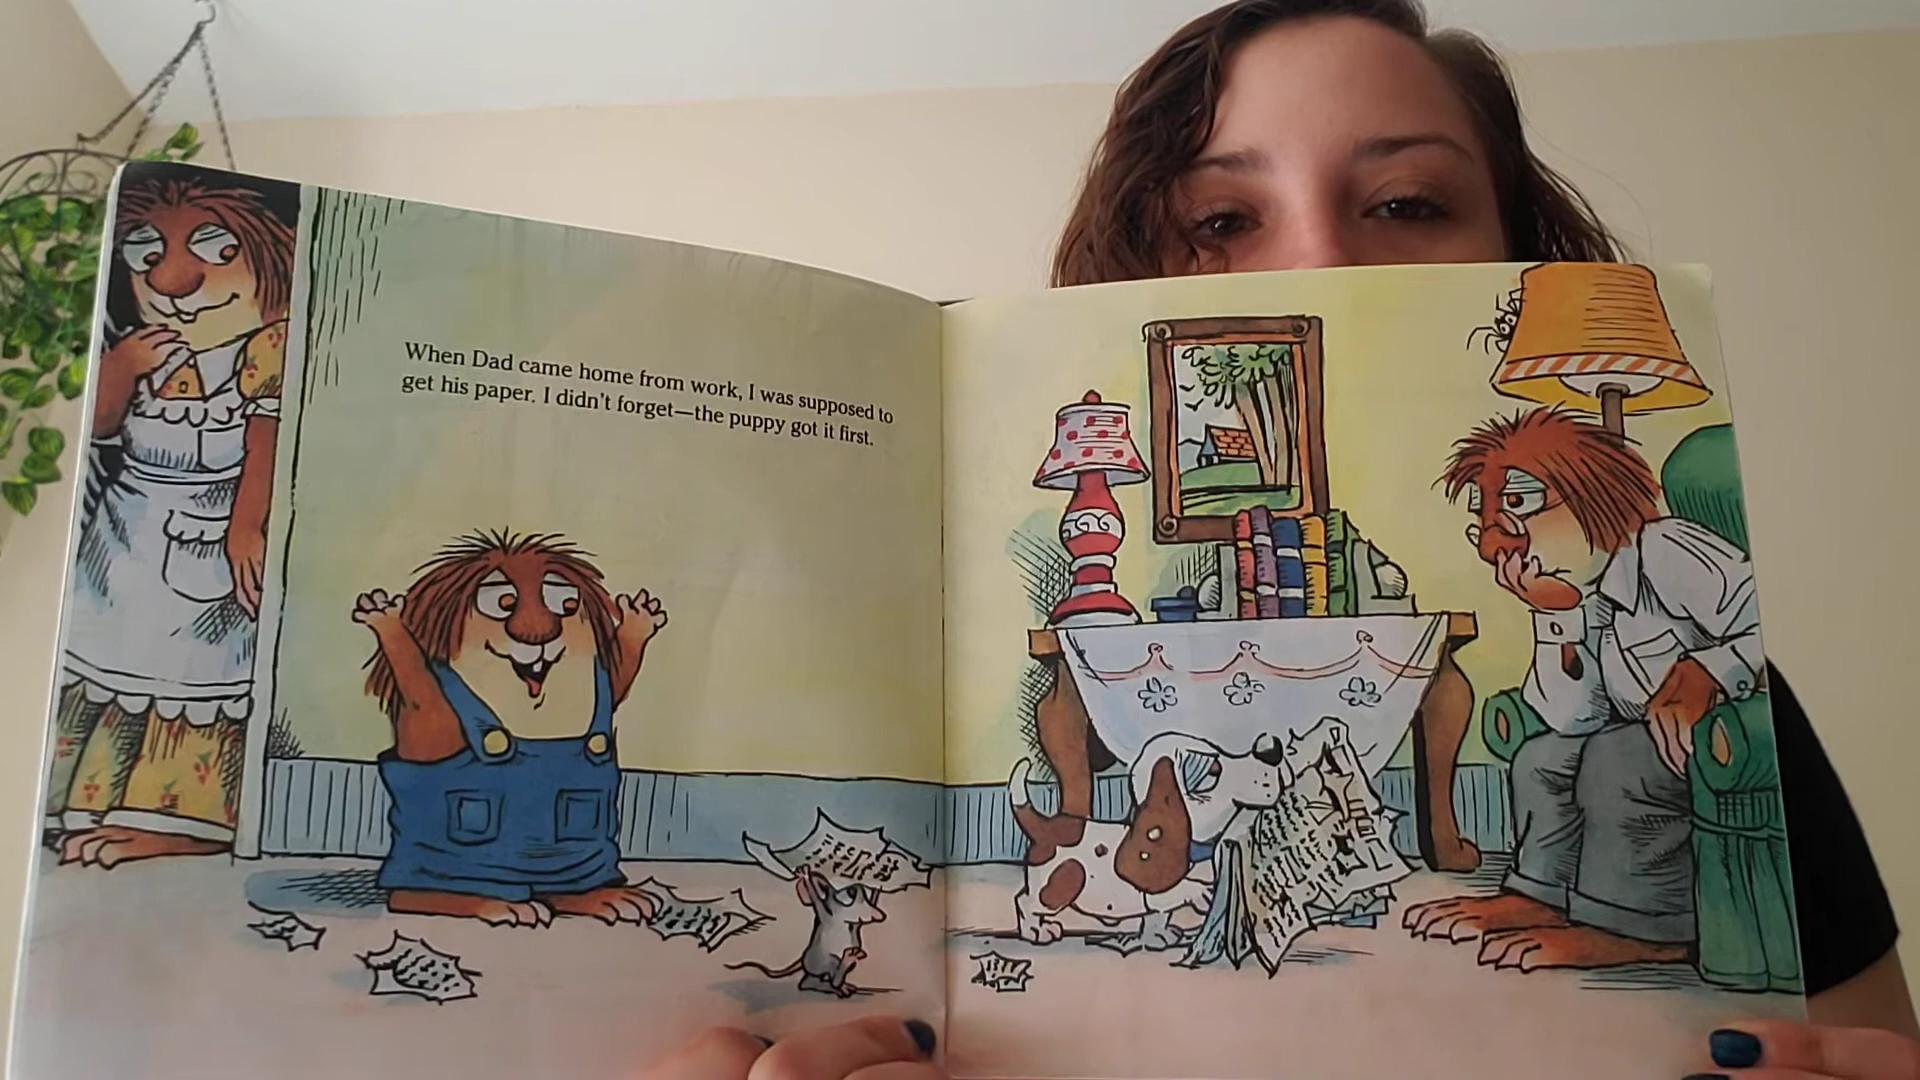 When Dad came home from work, I was supposed to
get his paper. I didn't forget—the puppy got it first.